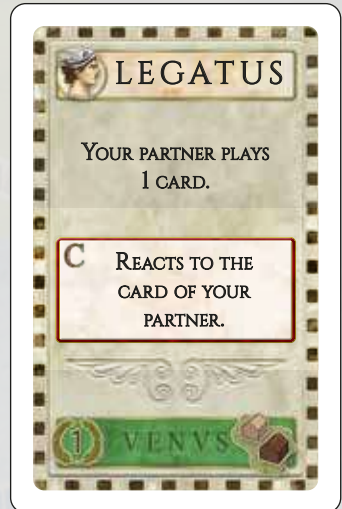 LEGATUS
YOUR PARTNER PLAYS
1 CARD.
C
REACTS TO THE
CARD OF YOUR
PARTNER.
1 VENVS